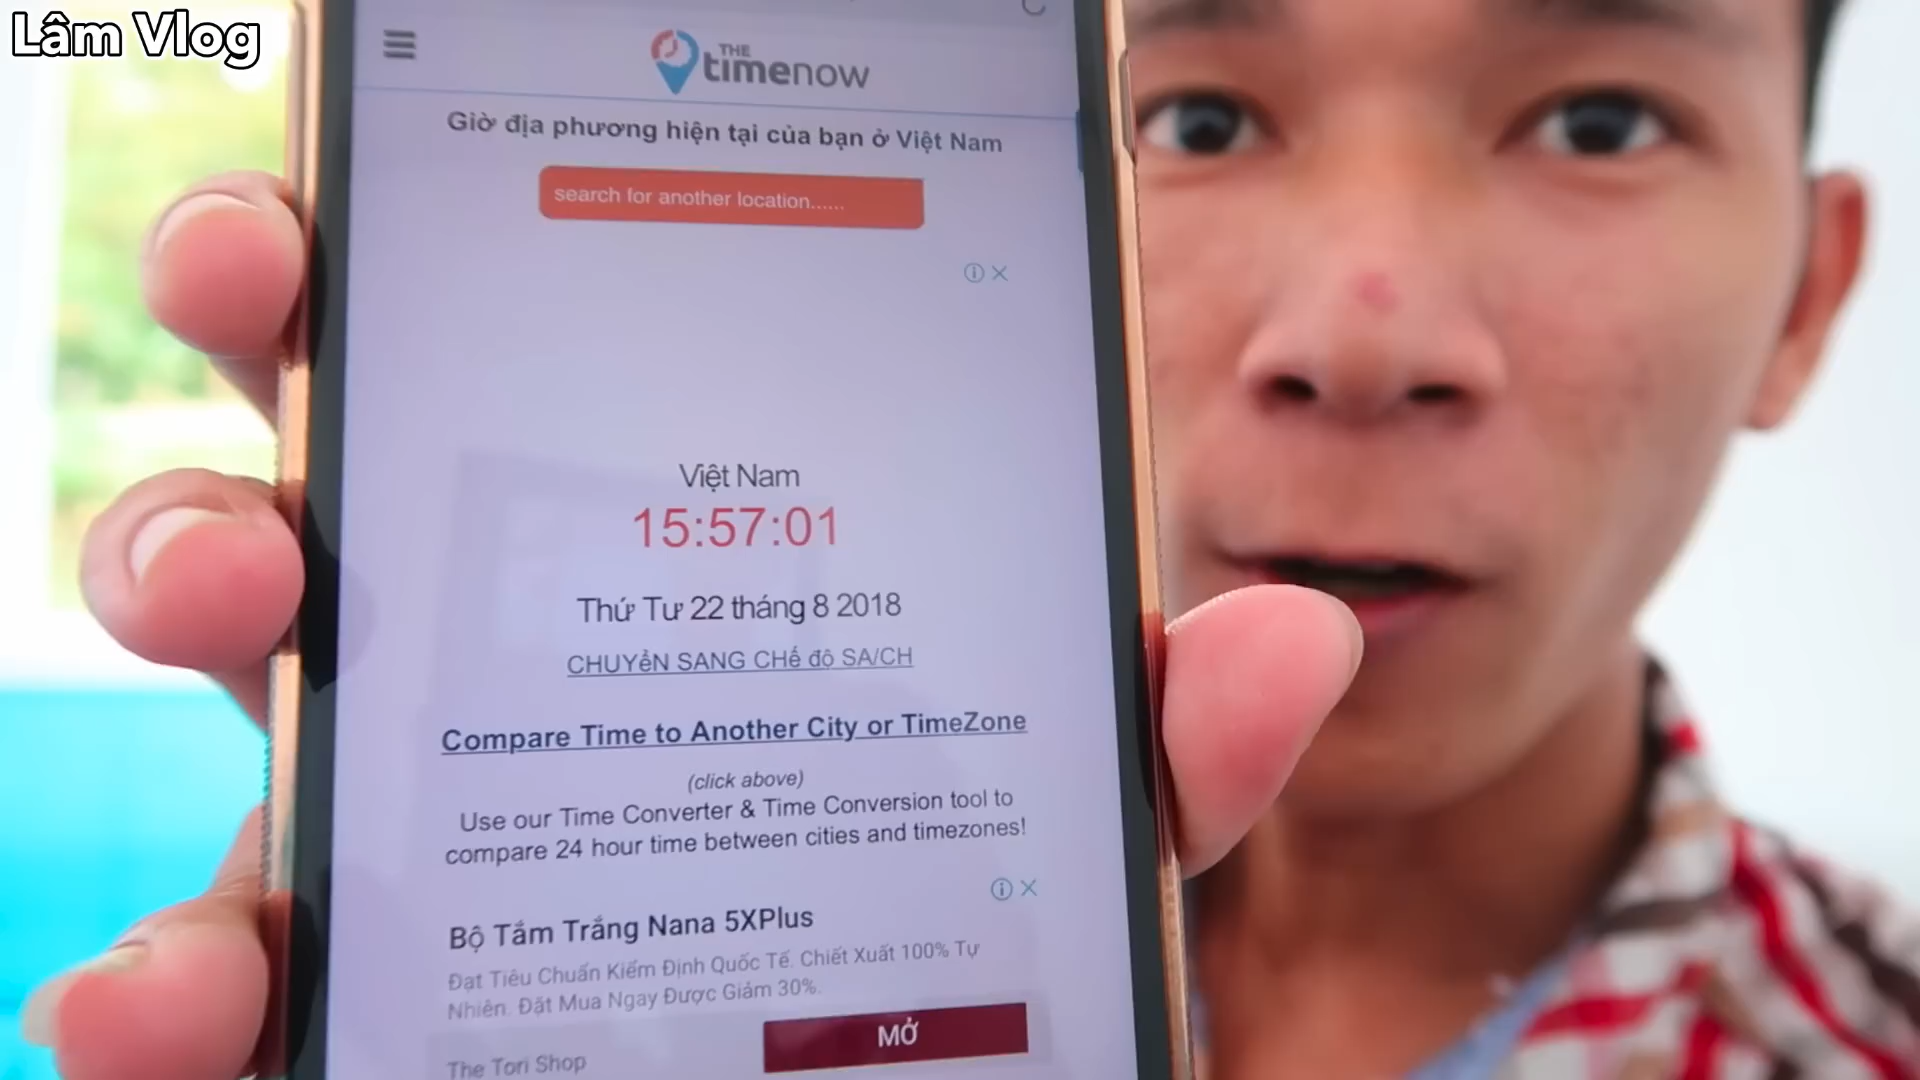 Lâm Vlog
THE
timenow
Giờ địa phương hiện tại của bạn ở Việt Nam
search for another location......
Việt Nam
15:57:01
Thứ Tư 22 tháng 8 2018
CHUYểN SANG CHế độ SA/CH
Compare Time to Another City or TimeZone
(click above)
Use our Time Converter & Time Conversion tool to
compare 24 hour time between cities and timezones!
Bộ Tắm Trắng Nana 5XPlus
Đạt Tiêu Chuẩn Kiểm Định Quốc Tế. Chiết Xuất 100% Tự
Nhiên. Đặt Mua Ngay Được Giảm 30%.
MỞ
The Tori Shop